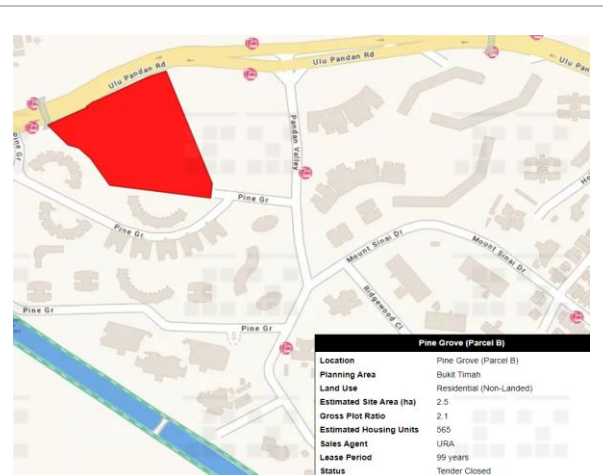 Ulu Pandan Rd
Ulu Pandan Rd
Ulu Pan
Pine Gr
Pandan Valley
Pine Gr
Pine Gr
Ho
Mount Sinai Dr
Mount Sinai Dr
Ridgewood Cl
Pine Gr
Pine Gr
Pine Grove (Parcel B)
Location Pine Grove (Parcel B)
Planning Area Bukit Timah
Land Use Residential (Non-Landed)
Estimated Site Area (ha) 2.5
Gross Plot Ratio 2.1
Estimated Housing Units 565
Sales Agent URA
Lease Period 99 years
Status Tender Closed